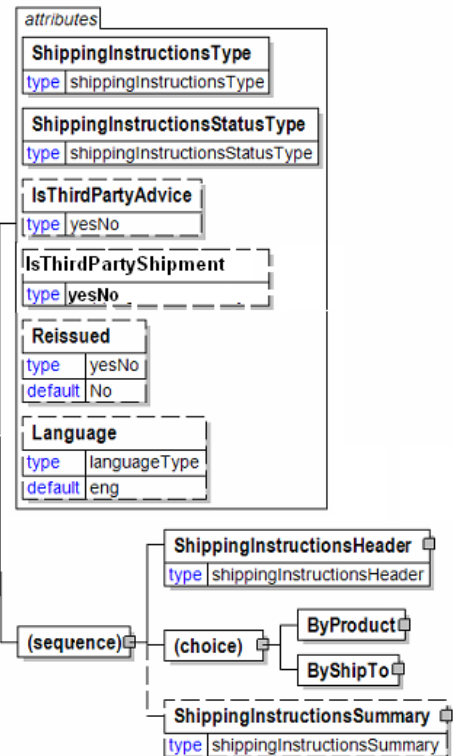 attributes
ShippingInstructionsType
type shippingInstructionsType
ShippingInstructionsStatusType
type shippingInstructionsStatusType
IsThirdPartyAdvice
type yesNo
IsThirdPartyShipment
type yesNo
Reissued
type yesNo
default No
Language
type languageType
default eng
ShippingInstructionsHeader
type shippingInstructionsHeader
(sequence)
(choice)
ByProduct
ByShipTo
ShippingInstructionsSummary
type shippingInstructionsSummary